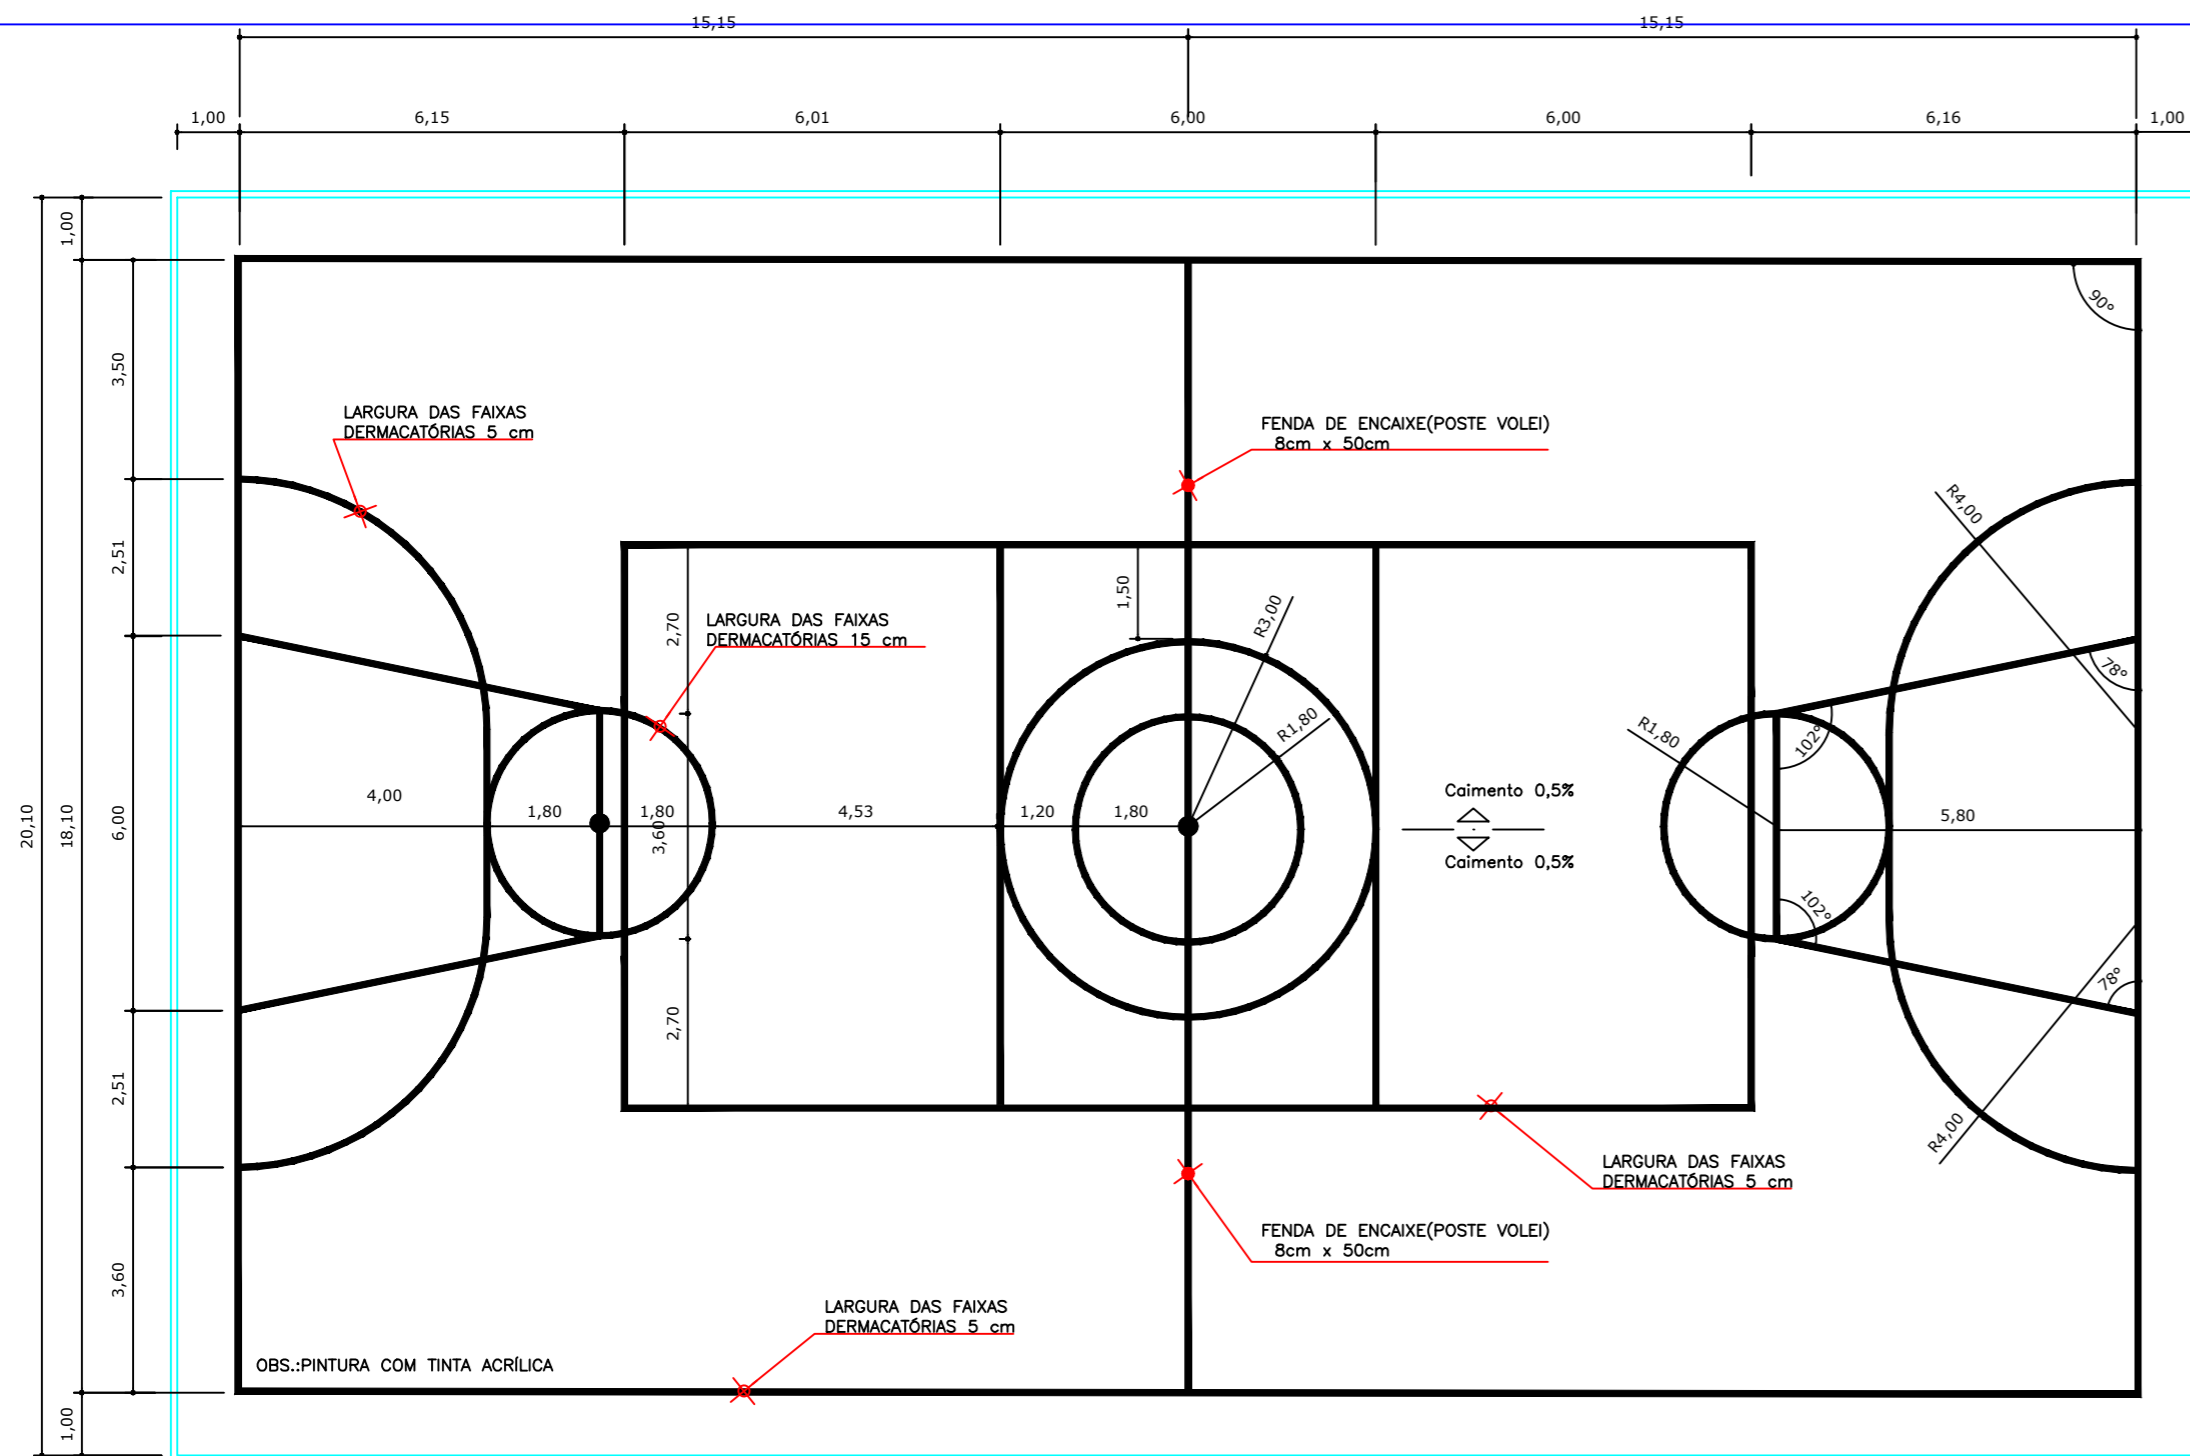 15,15
15,15
1,00
6,15
6,01
6,00
6,00
6,16
1,00
1,00
90°
3,50
LARGURA DAS FAIXAS
DERMACATÓRIAS 5 cm
FENDA DE ENCAIXE(POSTE VOLEI)
8cm x 50cm
R4,00
2,51
1,50
R3,00
LARGURA DAS FAIXAS
DERMACATÓRIAS 15 cm
2,70
78°
R1,80
R1,80
102°
Caimento 0,5%
4,00
1,80
1,80
4,53
1,20
1,80
5,80
20,10
18,10
6,00
3,60
Caimento 0,5%
102°
78°
2,70
2,51
R4,00
LARGURA DAS FAIXAS
DERMACATÓRIAS 5 cm
FENDA DE ENCAIXE(POSTE VOLEI)
8cm x 50cm
3,60
LARGURA DAS FAIXAS
DERMACATÓRIAS 5 cm
OBS.:PINTURA COM TINTA ACRÍLICA
1,00